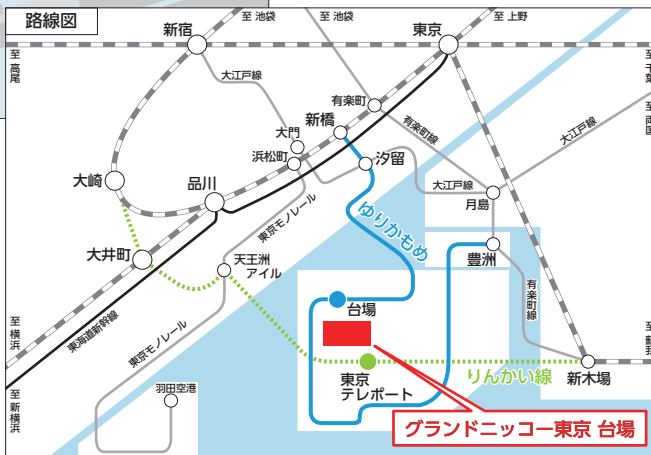 路線図
至 池袋
至 池袋
至 上野
新宿
東京
至 高尾
至 千葉
至 両国
大江戸線
有楽町
新橋
有楽町線
大江戸線
大門
浜松町
汐留
大崎
品川
大江戸線
月島
ゆりかもめ
東京モノレール
豊洲
大井町
天王洲
アイル
有楽町線
台場
至 横浜
東海道新幹線
東京モノレール
至 蘇我
東京
テレポート
りんかい線
新木場
羽田空港
至 新横浜
グランドニッコー東京 台場